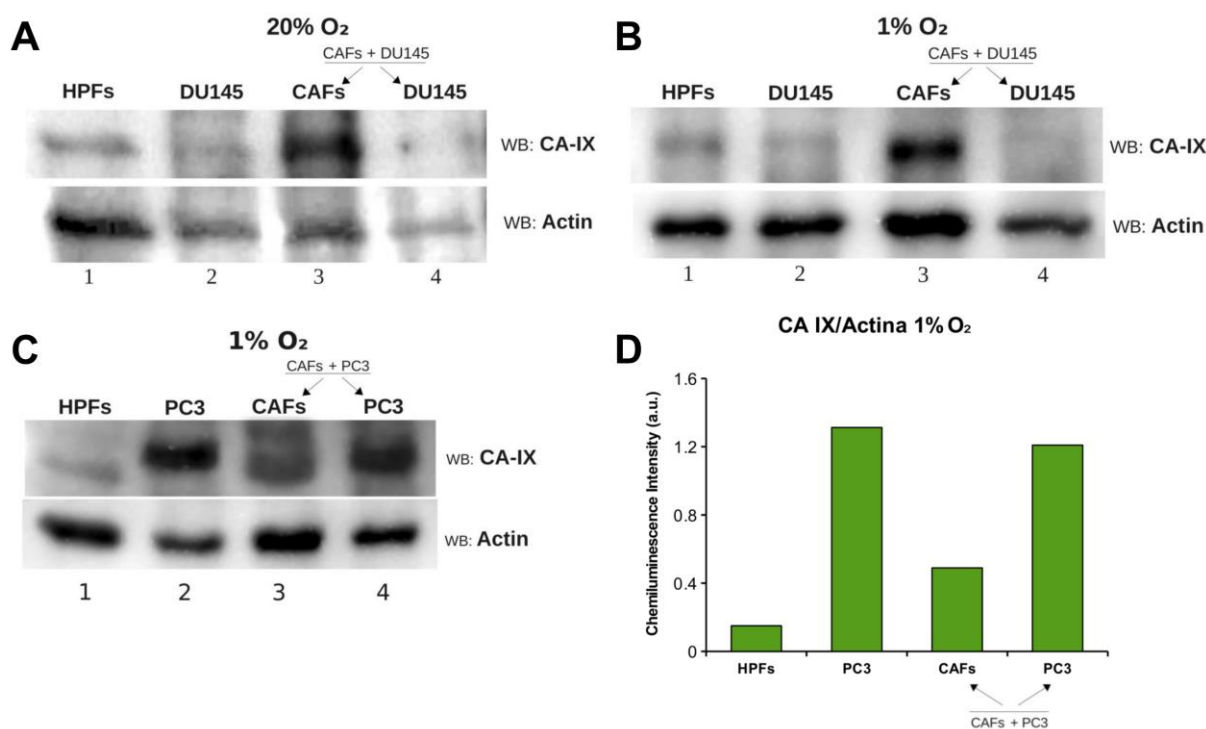 A
20% O₂
CAFs + DU145
HPFs DU145 CAFs DU145
WB: CA-IX
WB: Actin
1 2 3 4
B
1% O₂
CAFs + DU145
HPFs DU145 CAFs DU145
WB: CA-IX
WB: Actin
1 2 3 4
C
1% O₂
CAFs + PC3
HPFs PC3 CAFs PC3
WB: CA-IX
WB: Actin
1 2 3 4
D
CA IX/Actina 1% O₂
Chemiluminescence Intensity (a.u.)
1.6
1.2
0.8
0.4
0
HPFs PC3 CAFs PC3
CAFs + PC3